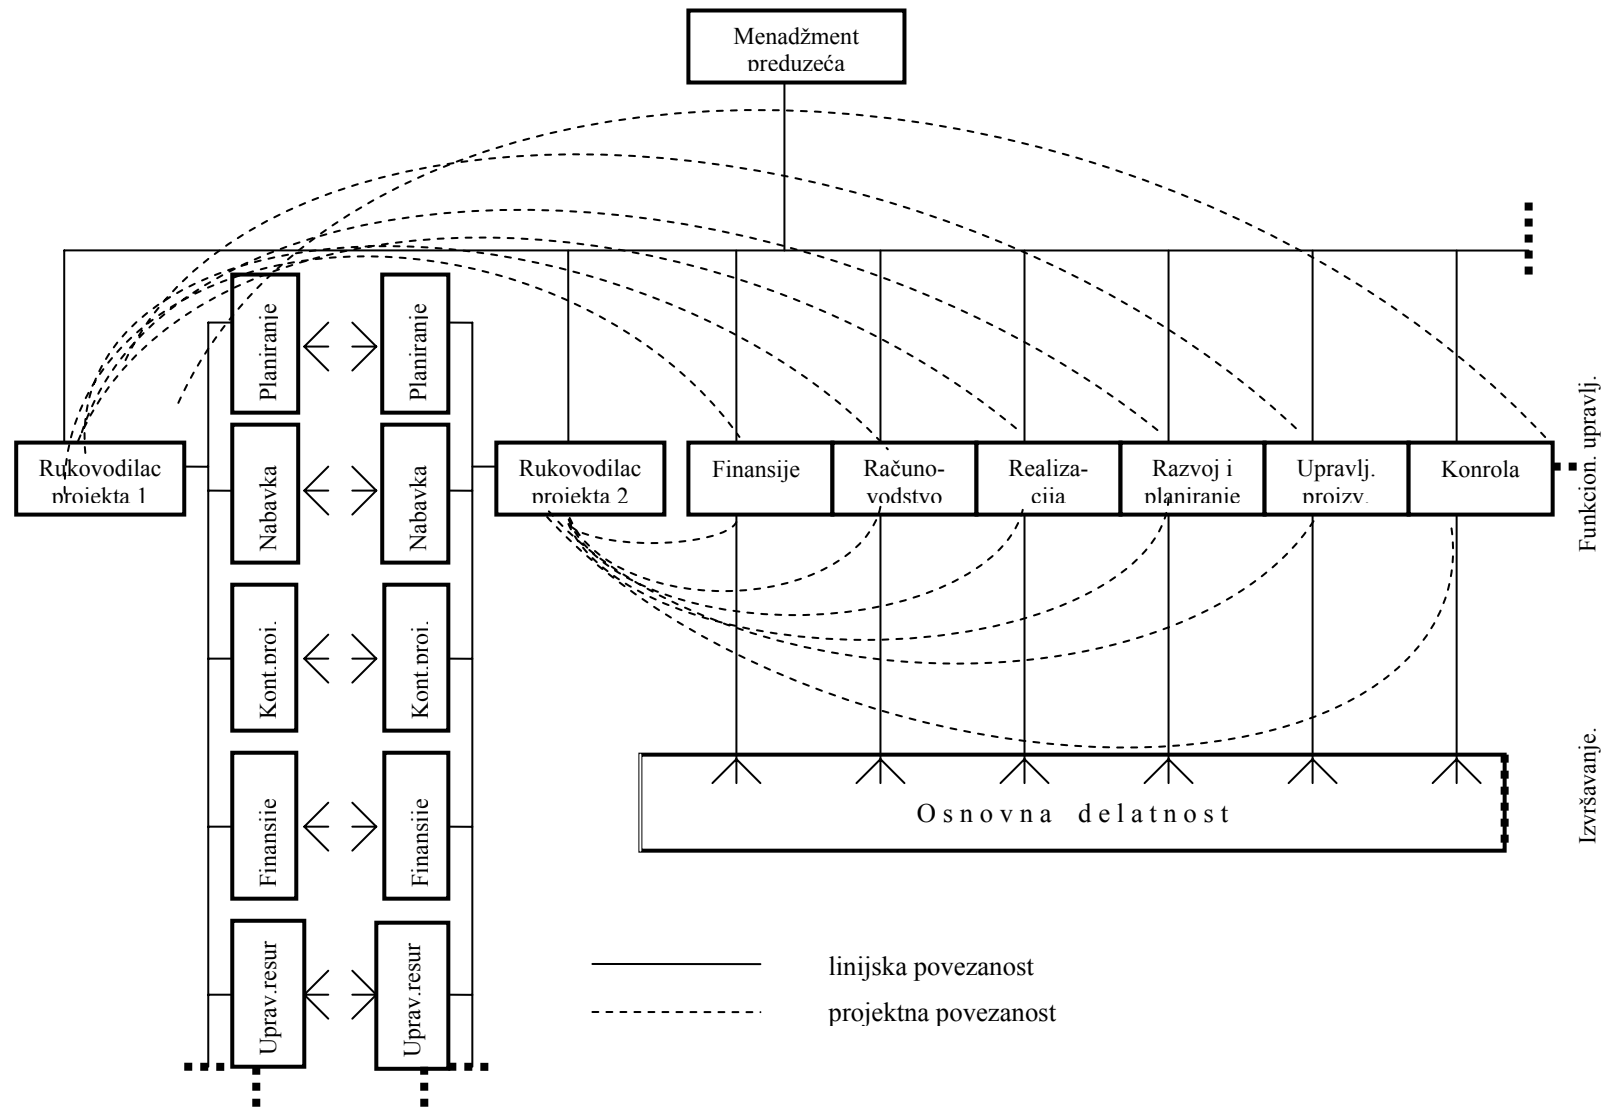 Menadžment
preduzeća
Planiranje
Planiranje
Nabavka
Nabavka
Kont.proj.
Kont.proj.
Finansije
Finansije
Uprav.resur
Uprav.resur
Rukovodilac
projekta 1
Rukovodilac
projekta 2
Finansije
Računo-
vodstvo
Realiza-
cija
Razvoj i
planiranje
Upravlj.
proizv.
Konrola
Funkcion. upravlj.
Osnovna delatnost
Izvršavanje.
linijska povezanost
projektna povezanost